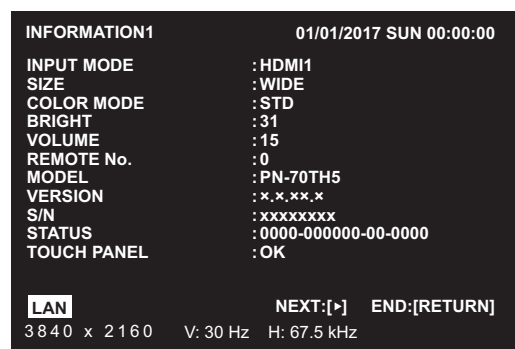 INFORMATION1 01/01/2017 SUN 00:00:00
INPUT MODE :HDMI1
SIZE :WIDE
COLOR MODE :STD
BRIGHT :31
VOLUME :15
REMOTE No. :0
MODEL :PN-70TH5
VERSION :×.×.××.×
S/N :xxxxxxxx
STATUS :0000-000000-00-0000
TOUCH PANEL :OK
LAN NEXT:[▶] END:[RETURN]
3840 x 2160 V: 30 Hz H: 67.5 kHz